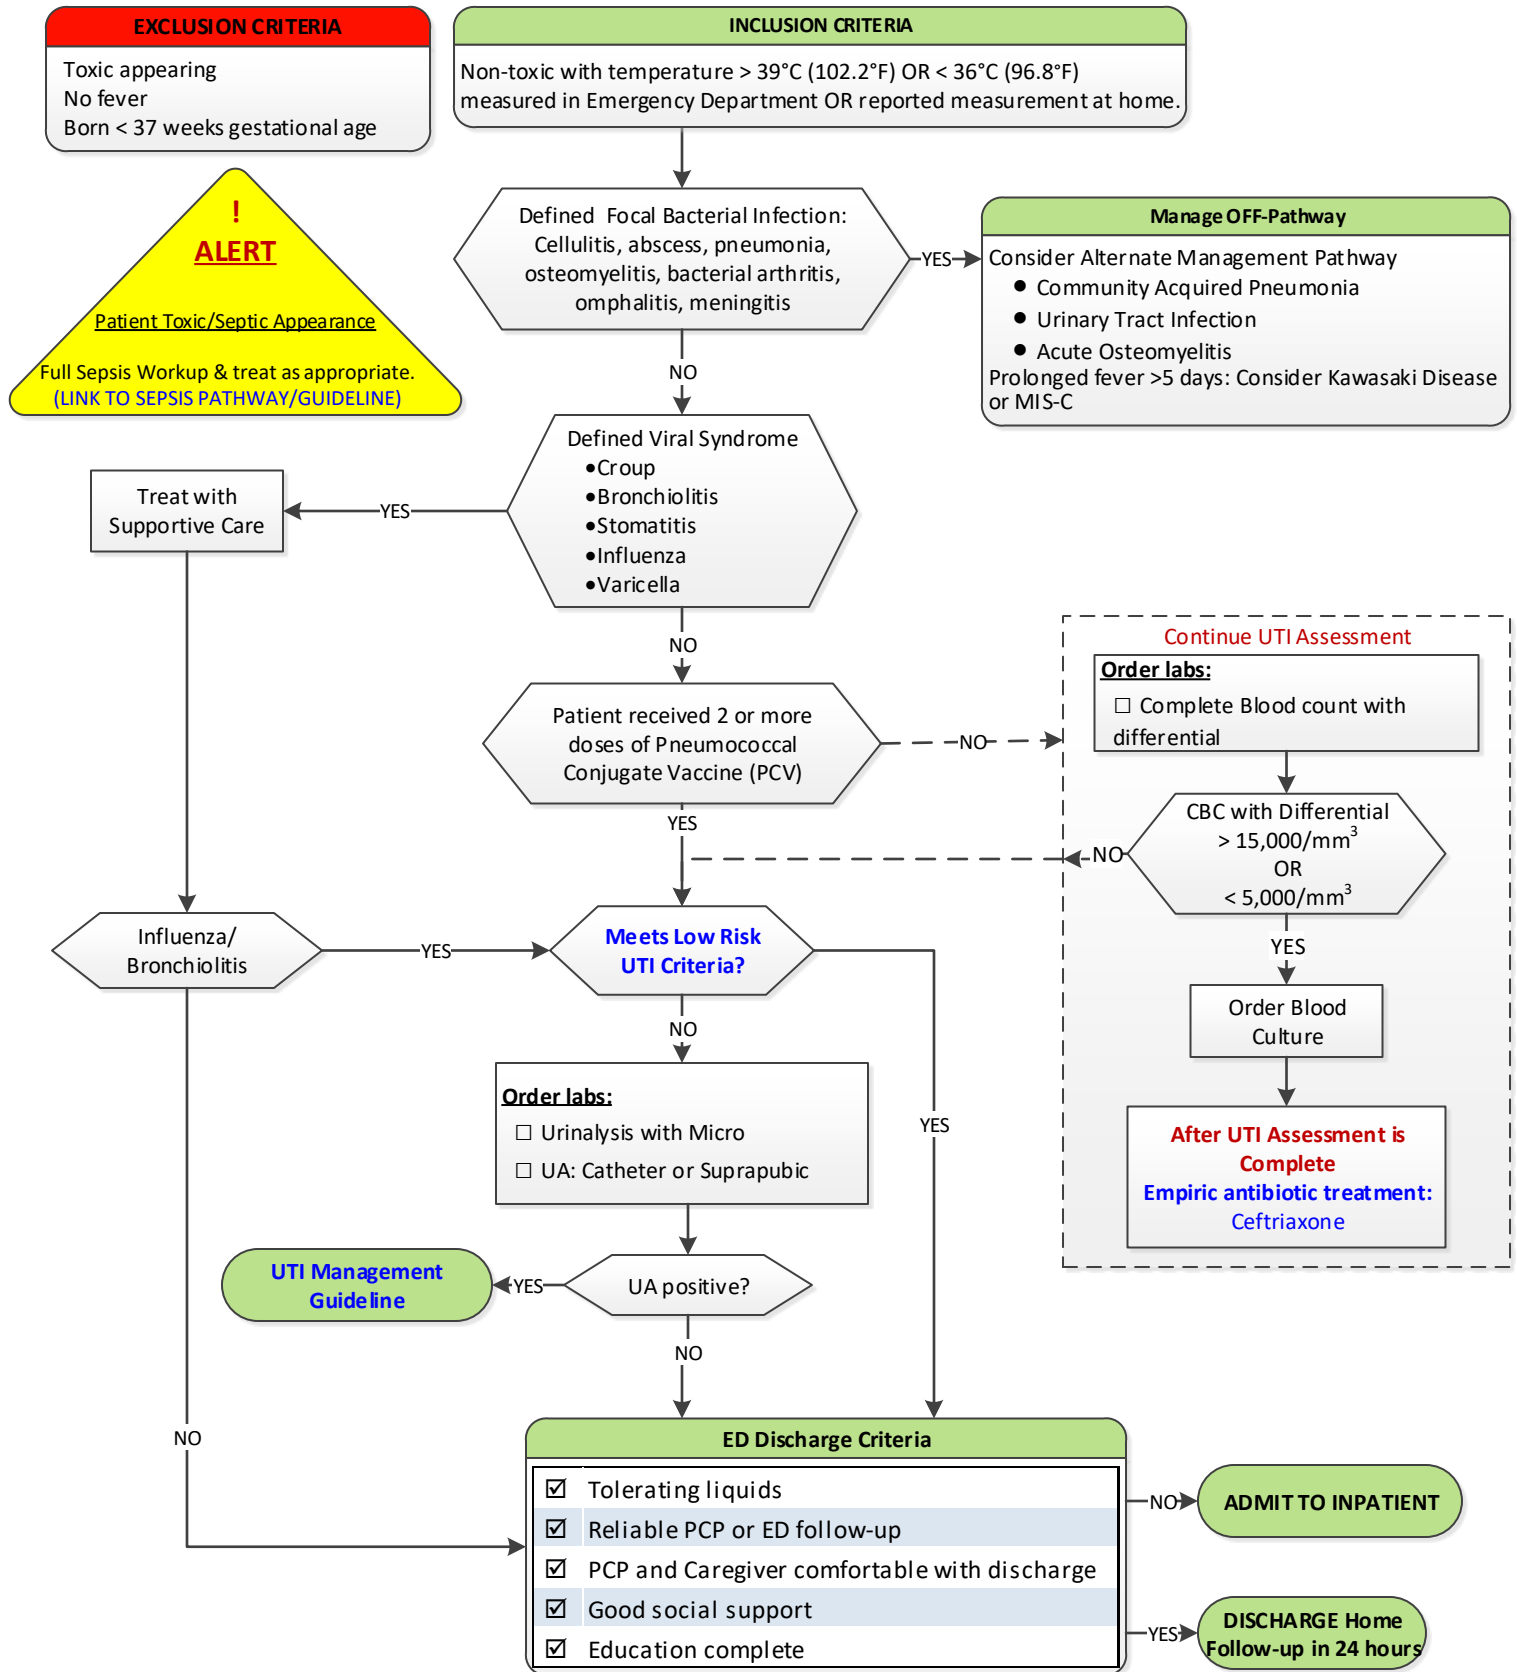 EXCLUSION CRITERIA
Toxic appearing
No fever
Born < 37 weeks gestational age
INCLUSION CRITERIA
Non-toxic with temperature > 39°C (102.2°F) OR < 36°C (96.8°F)
measured in Emergency Department OR reported measurement at home.
!
ALERT
Patient Toxic/Septic Appearance
Full Sepsis Workup & treat as appropriate.
(LINK TO SEPSIS PATHWAY/GUIDELINE)
Defined Focal Bacterial Infection:
Cellulitis, abscess, pneumonia,
osteomyelitis, bacterial arthritis,
omphalitis, meningitis
YES
Manage OFF-Pathway
Consider Alternate Management Pathway
● Community Acquired Pneumonia
● Urinary Tract Infection
● Acute Osteomyelitis
Prolonged fever >5 days: Consider Kawasaki Disease
or MIS-C
NO
Defined Viral Syndrome
●Croup
●Bronchiolitis
●Stomatitis
●Influenza
●Varicella
YES
Treat with
Supportive Care
NO
Patient received 2 or more
doses of Pneumococcal
Conjugate Vaccine (PCV)
NO
YES
Continue UTI Assessment
Order labs:
☐ Complete Blood count with
differential
CBC with Differential
> 15,000/mm³
OR
< 5,000/mm³
NO
YES
Order Blood
Culture
After UTI Assessment is
Complete
Empiric antibiotic treatment:
Ceftriaxone
Influenza/
Bronchiolitis
YES
Meets Low Risk
UTI Criteria?
NO
YES
Order labs:
☐ Urinalysis with Micro
☐ UA: Catheter or Suprapubic
UA positive?
YES
UTI Management
Guideline
NO
NO
ED Discharge Criteria
☑ Tolerating liquids
☑ Reliable PCP or ED follow-up
☑ PCP and Caregiver comfortable with discharge
☑ Good social support
☑ Education complete
NO
ADMIT TO INPATIENT
YES
DISCHARGE Home
Follow-up in 24 hours